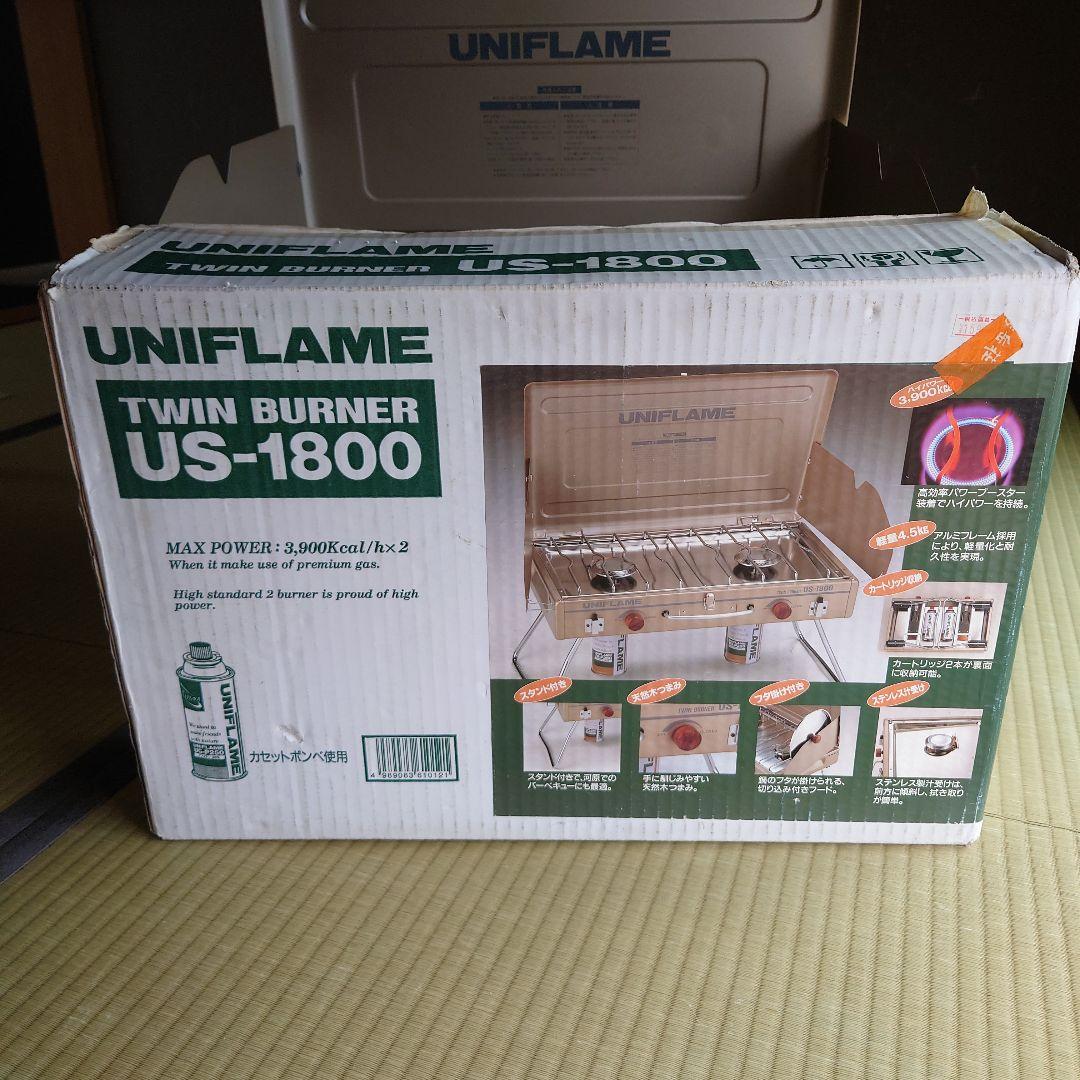 UNIFLAME
UNIFLAME
TWIN BURNER US-1800
UNIFLAME
TWIN BURNER
US-1800
MAX POWER : 3,900Kcal/h×2
When it make use of premium gas.
High standard 2 burner is proud of high
power.
UNIFLAME
UNIFLAME
カセットボンベ使用
4 989083 610121
UNIFLAME
UNIFLAME
US-1800
ハイパワー
3,900kcal
高効率パワーブースター
装着でハイパワーを持続。
軽量4.5kg
アルミフレーム採用
により、軽量化と耐
久性を実現。
カートリッジ収納
カートリッジ2本が裏面
に収納可能。
スタンド付き
スタンド付きで、河原での
バーベキューにも最適。
天然木つまみ
TWIN BURNER US-
手に馴じみやすい
天然木つまみ。
フタ掛け付き
鍋のフタが掛けられる、
切り込み付きフード。
ステンレス汁受け
ステンレス製汁受けは、
前方に傾斜し、拭き取り
が簡単。